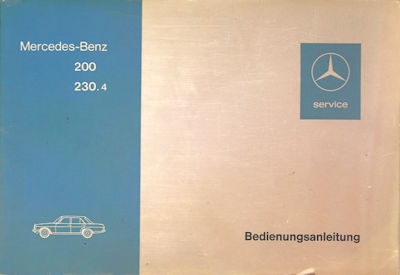 Mercedes-Benz
200
230.4
service
Bedienungsanleitung